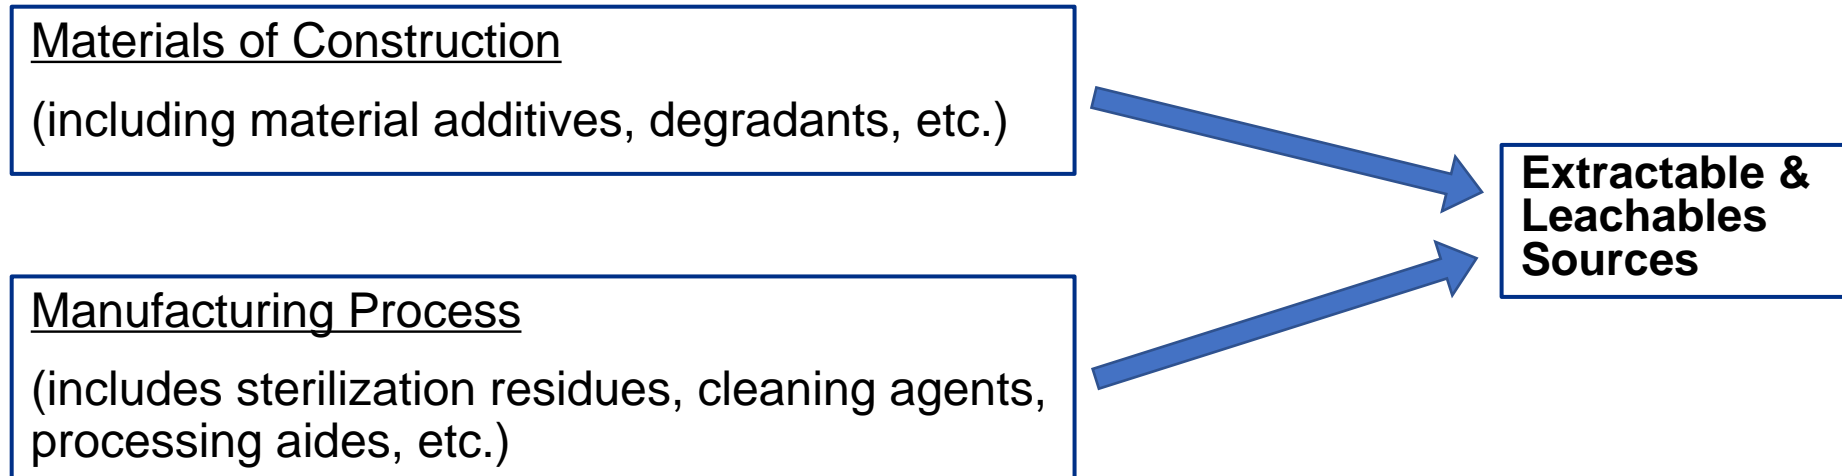 Materials of Construction
(including material additives, degradants, etc.)
Extractable &
Leachables
Sources
Manufacturing Process
(includes sterilization residues, cleaning agents,
processing aides, etc.)